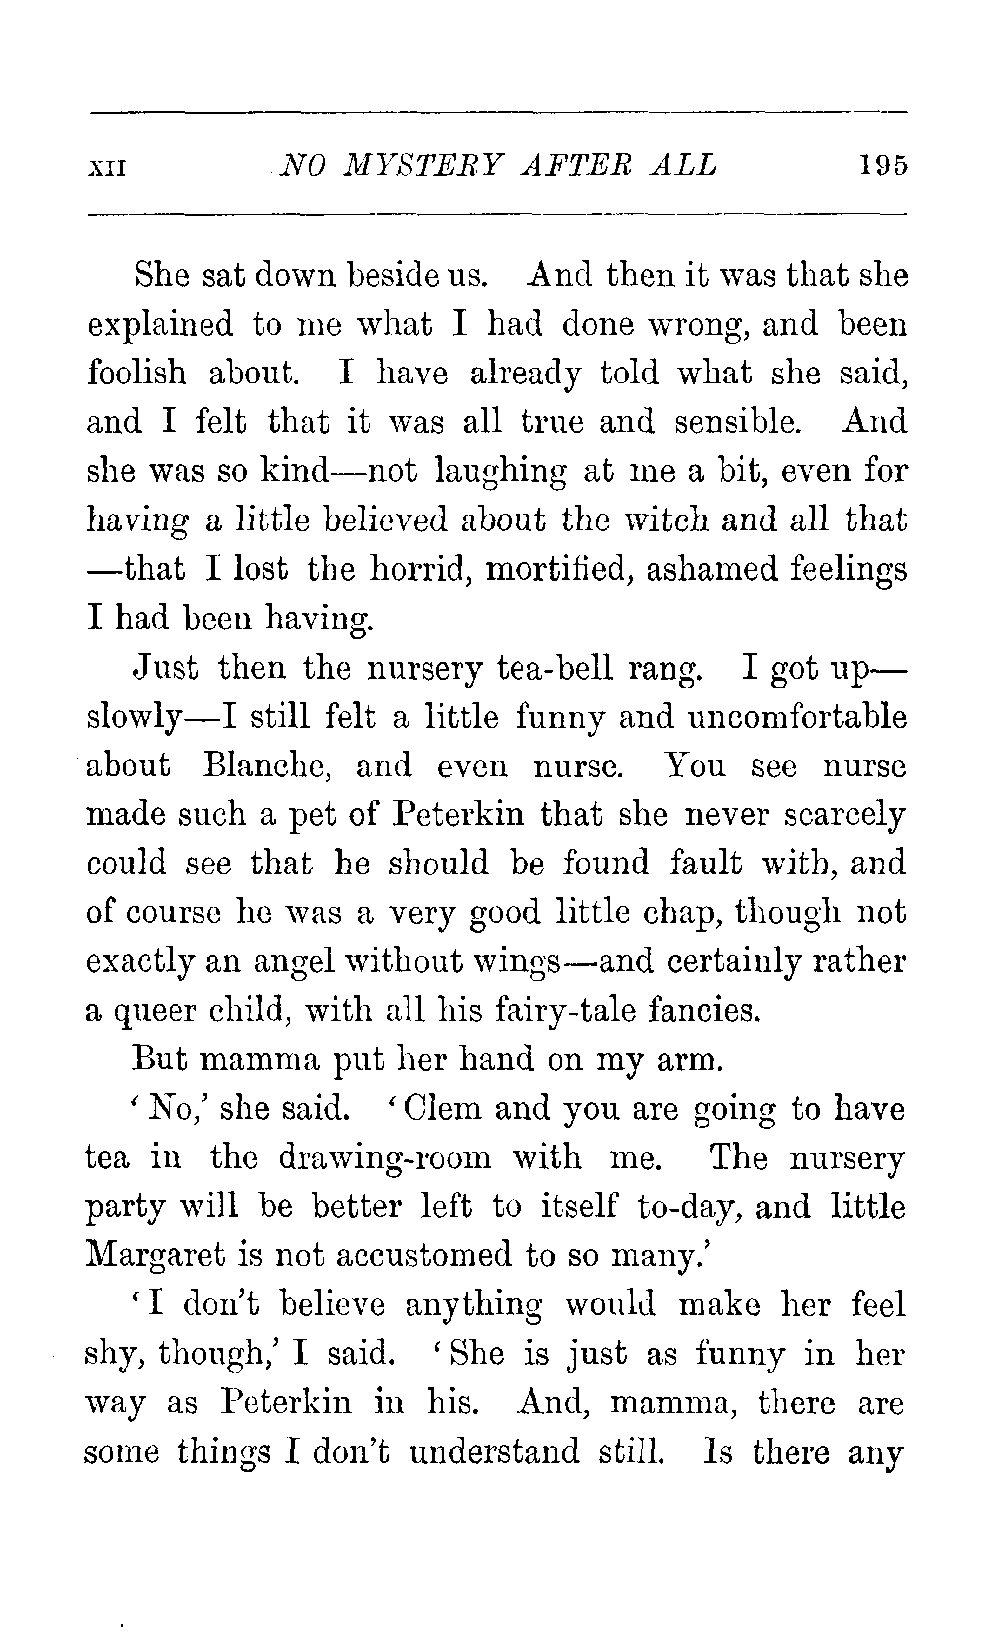 XII NO MYSTERY AFTER ALL 195
She sat down beside us. And then it was that she
explained to me what I had done wrong, and been
foolish about. I have already told what she said,
and I felt that it was all true and sensible. And
she was so kind—not laughing at me a bit, even for
having a little believed about the witch and all that
—that I lost the horrid, mortified, ashamed feelings
I had been having.
Just then the nursery tea-bell rang. I got up—
slowly—I still felt a little funny and uncomfortable
about Blanche, and even nurse. You see nurse
made such a pet of Peterkin that she never scarcely
could see that he should be found fault with, and
of course he was a very good little chap, though not
exactly an angel without wings—and certainly rather
a queer child, with all his fairy-tale fancies.
But mamma put her hand on my arm.
‘No,’ she said. ‘Clem and you are going to have
tea in the drawing-room with me. The nursery
party will be better left to itself to-day, and little
Margaret is not accustomed to so many.’
‘I don’t believe anything would make her feel
shy, though,’ I said. ‘She is just as funny in her
way as Peterkin in his. And, mamma, there are
some things I don’t understand still. Is there any